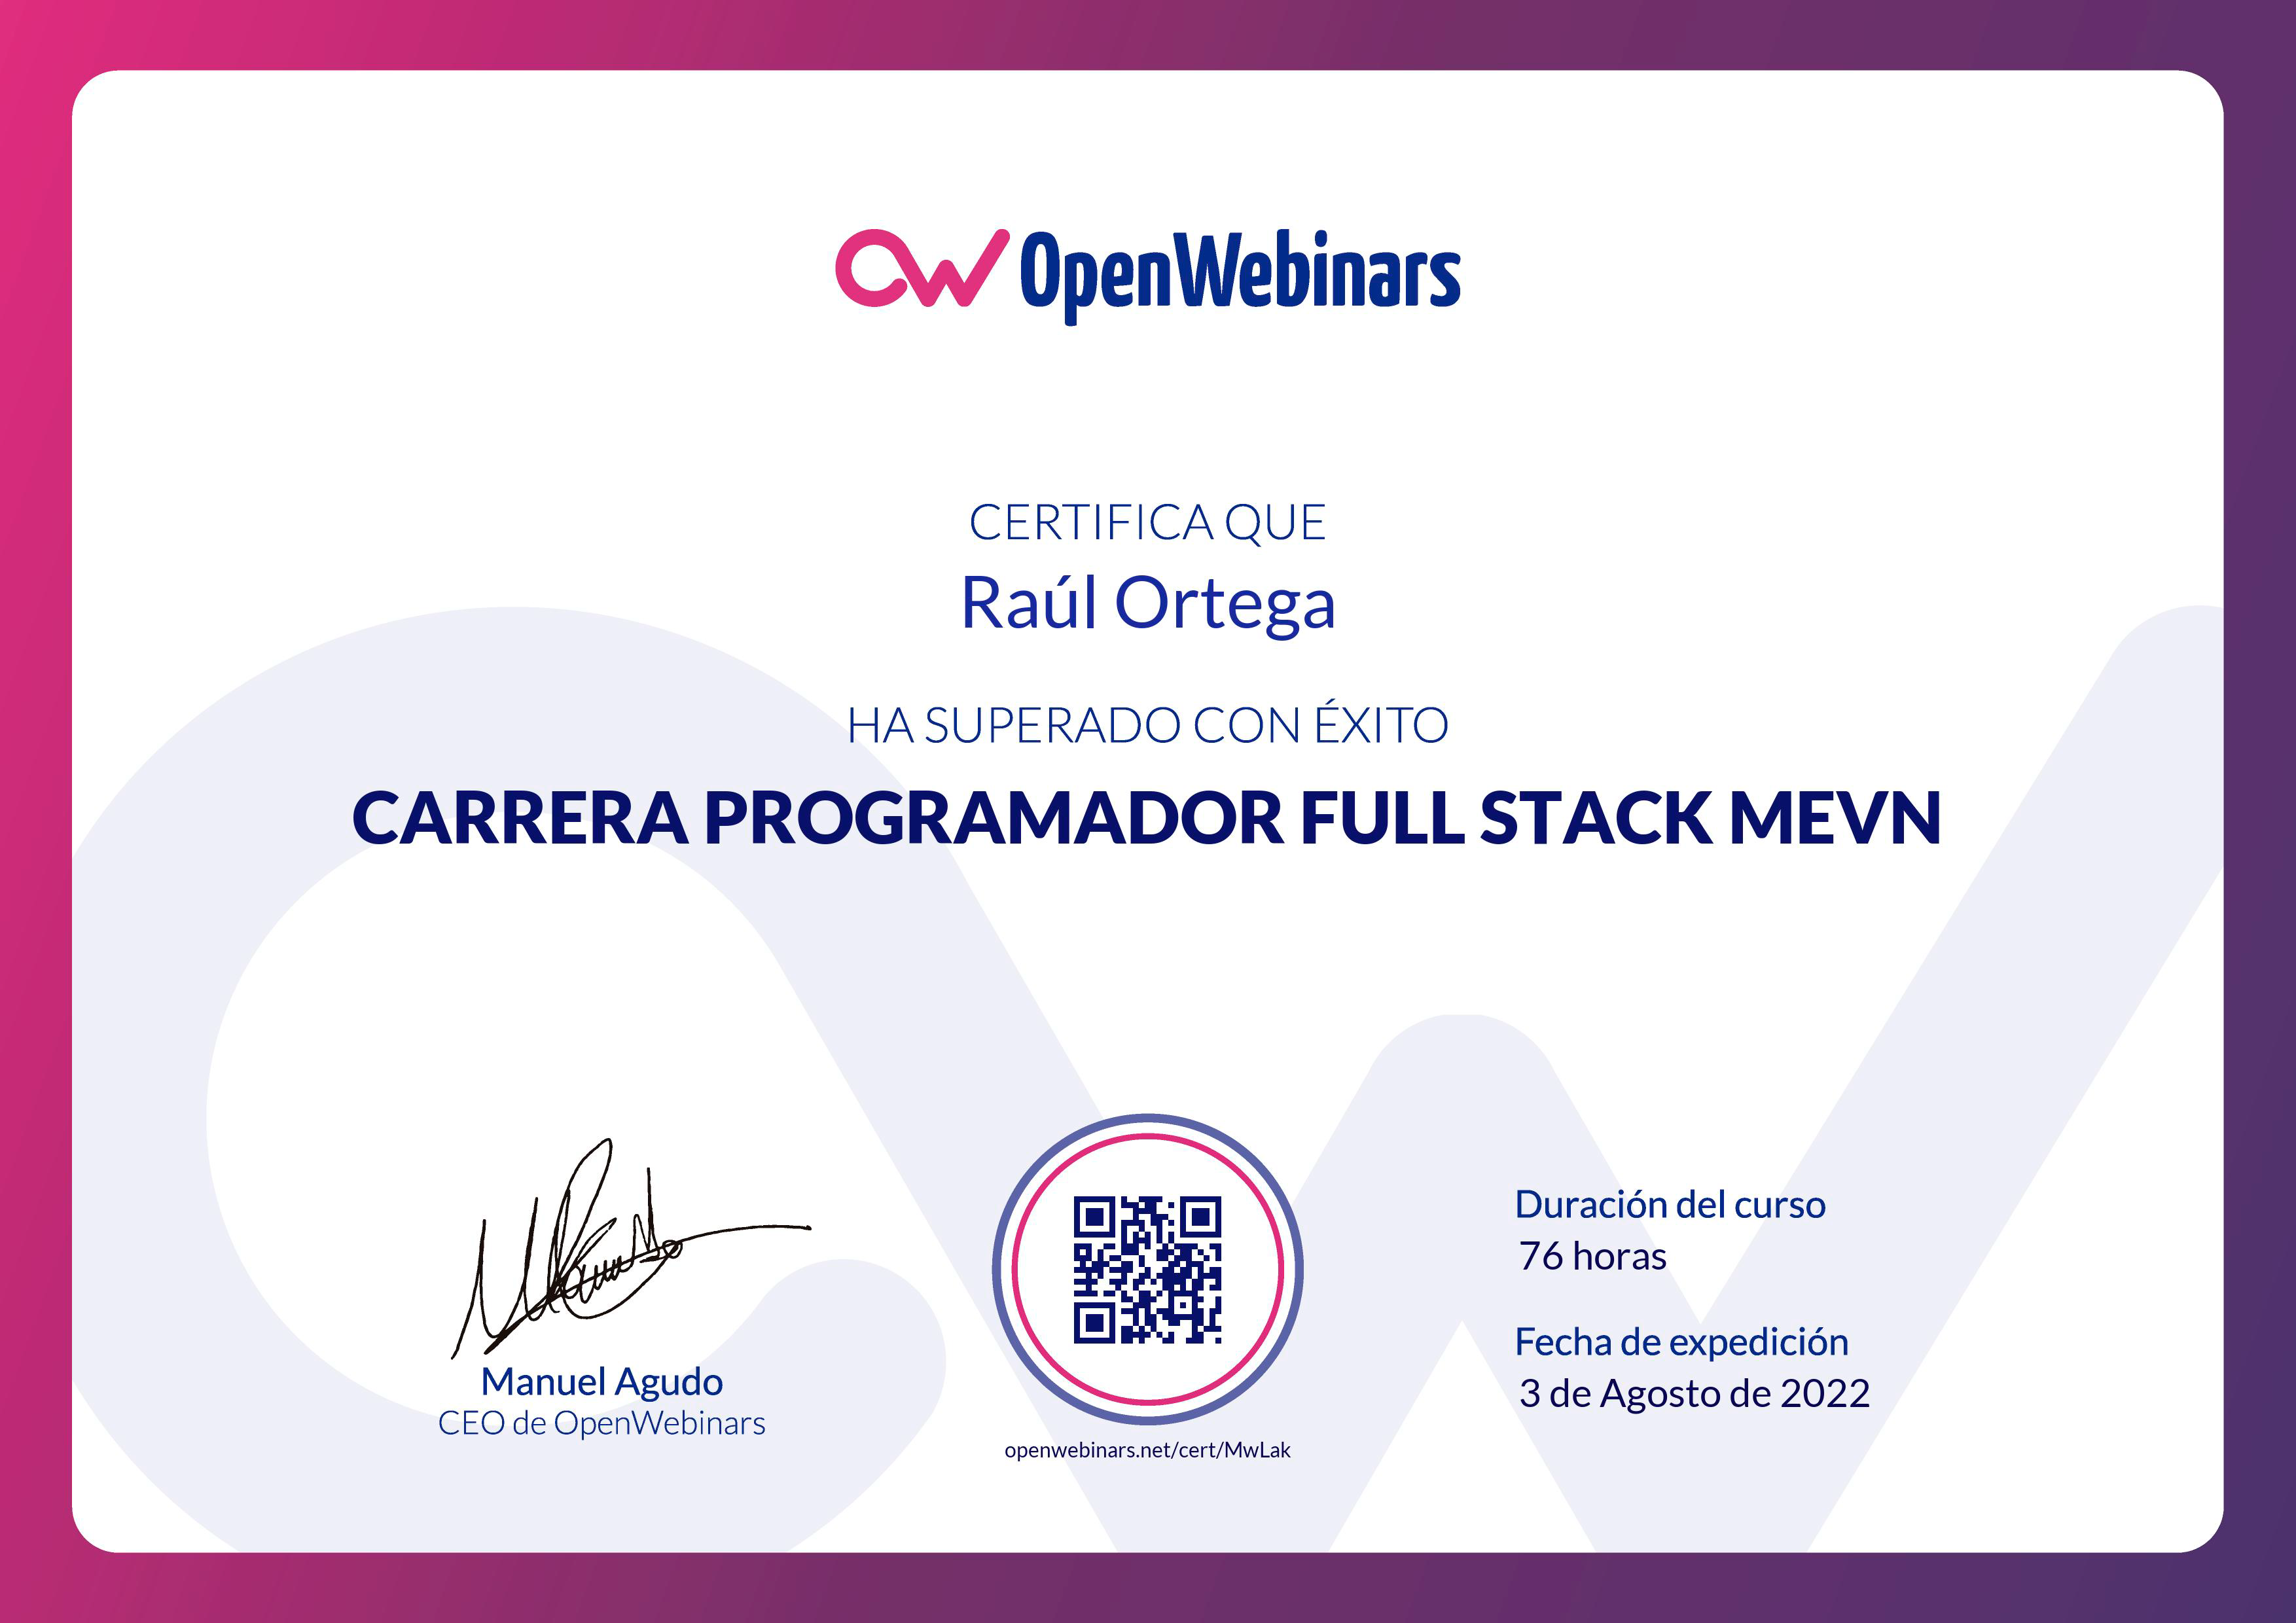 OpenWebinars
CERTIFICA QUE
Raúl Ortega
HA SUPERADO CON ÉXITO
CARRERA PROGRAMADOR FULL STACK MEVN
Manuel Agudo
CEO de OpenWebinars
openwebinars.net/cert/MwLak
Duración del curso
76 horas
Fecha de expedición
3 de Agosto de 2022